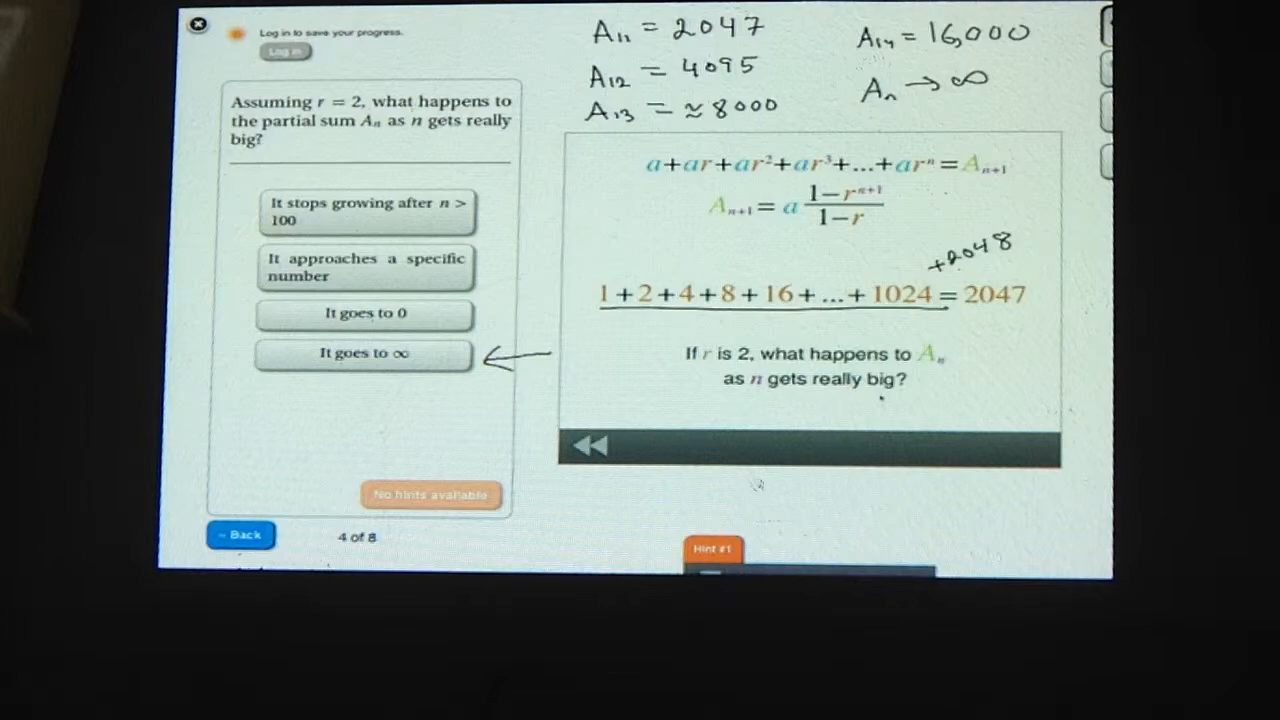 Log in to save your progress.
Log in
Assuming r = 2, what happens to
the partial sum Aₙ as n gets really
big?
It stops growing after n >
100
It approaches a specific
number
It goes to 0
It goes to ∞
No hints available
Back
4 of 8
A₁₁ = 2047
A₁₂ = 4095
A₁₃ = ≈ 8000
A₁₄ = 16,000
Aₙ → ∞
a+ar+ar²+ar³+...+arⁿ=Aₙ₊₁
Aₙ₊₁= a 1−rⁿ⁺¹
1−r
+2048
1+2+4+8+16+...+1024=2047
If r is 2, what happens to Aₙ
as n gets really big?
Hint #1